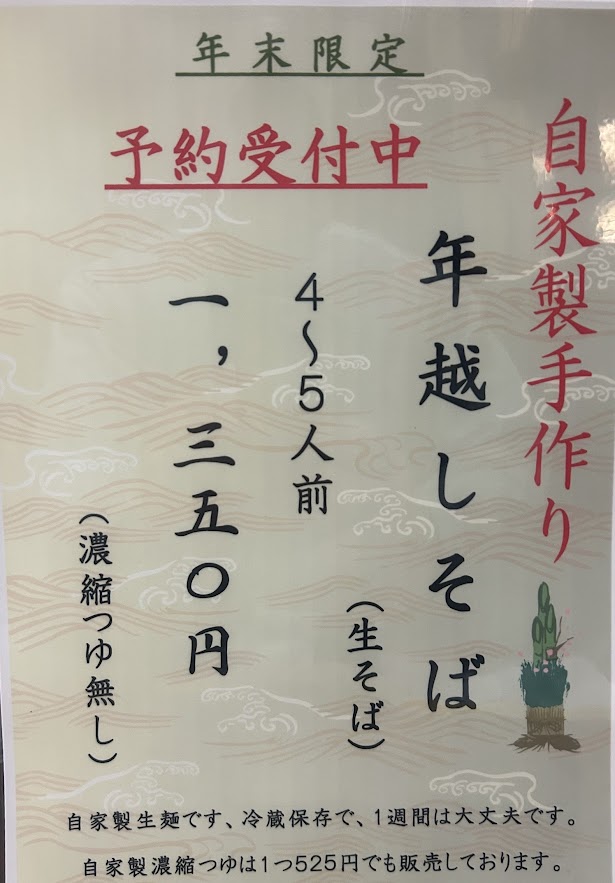 年末限定
予約受付中
自家製手作り
年越しそば
(生そば)
4〜5人前
一,三五〇円
(濃縮つゆ無し)
自家製生麺です、冷蔵保存で、1週間は大丈夫です。
自家製濃縮つゆは1つ525円でも販売しております。